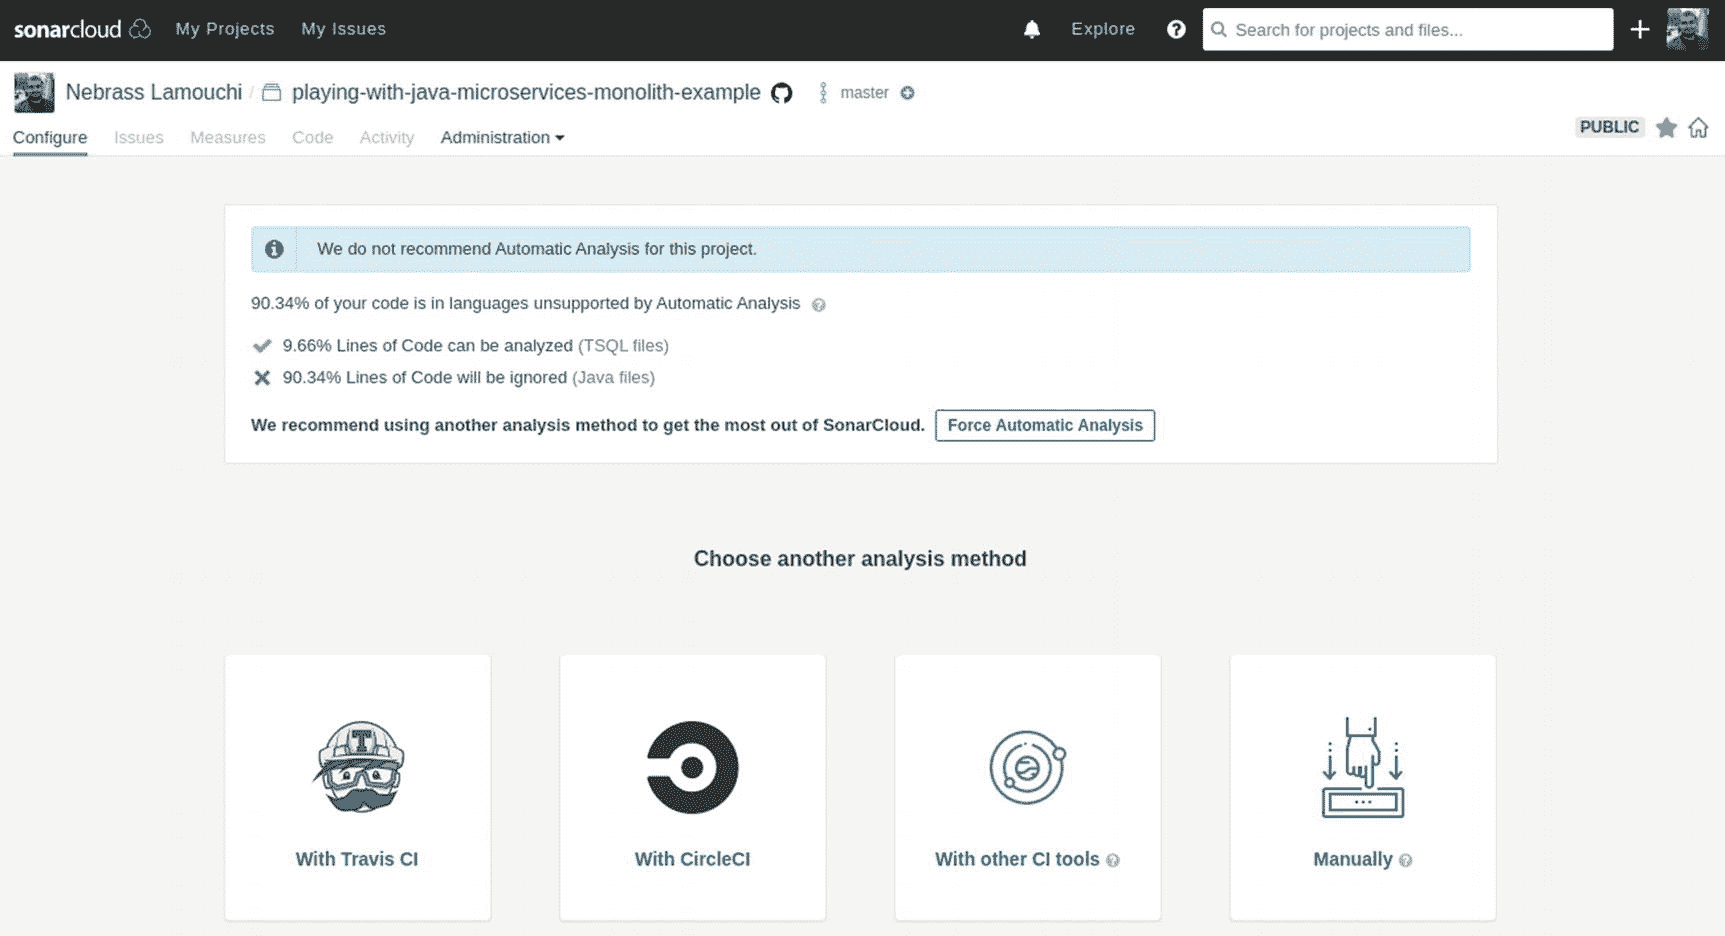 sonarcloud My Projects My Issues Explore Search for projects and files...
Nebrass Lamouchi / playing-with-java-microservices-monolith-example master
Configure Issues Measures Code Activity Administration
PUBLIC
We do not recommend Automatic Analysis for this project.
90.34% of your code is in languages unsupported by Automatic Analysis
9.66% Lines of Code can be analyzed (TSQL files)
90.34% Lines of Code will be ignored (Java files)
We recommend using another analysis method to get the most out of SonarCloud. Force Automatic Analysis
Choose another analysis method
With Travis CI
With CircleCI
With other CI tools
Manually